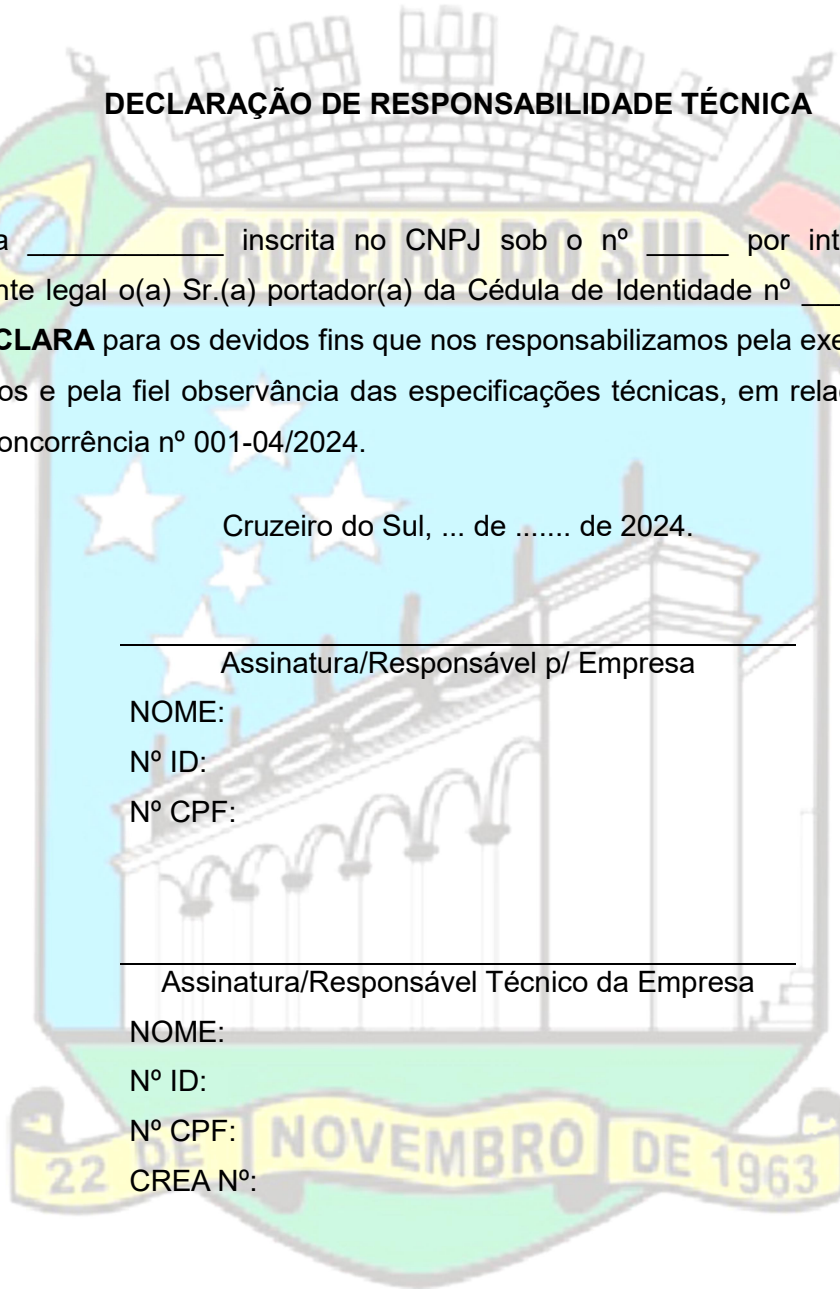 DECLARAÇÃO DE RESPONSABILIDADE TÉCNICA
CRUZEIRO DO SUL
a ____________ inscrita no CNPJ sob o nº _____ por int
nte legal o(a) Sr.(a) portador(a) da Cédula de Identidade nº ___
CLARA para os devidos fins que nos responsabilizamos pela exe
os e pela fiel observância das especificações técnicas, em rela
oncorrência nº 001-04/2024.
Cruzeiro do Sul, ... de ....... de 2024.
Assinatura/Responsável p/ Empresa
NOME:
Nº ID:
Nº CPF:
Assinatura/Responsável Técnico da Empresa
NOME:
Nº ID:
Nº CPF:
CREA Nº:
22 DE NOVEMBRO DE 1963